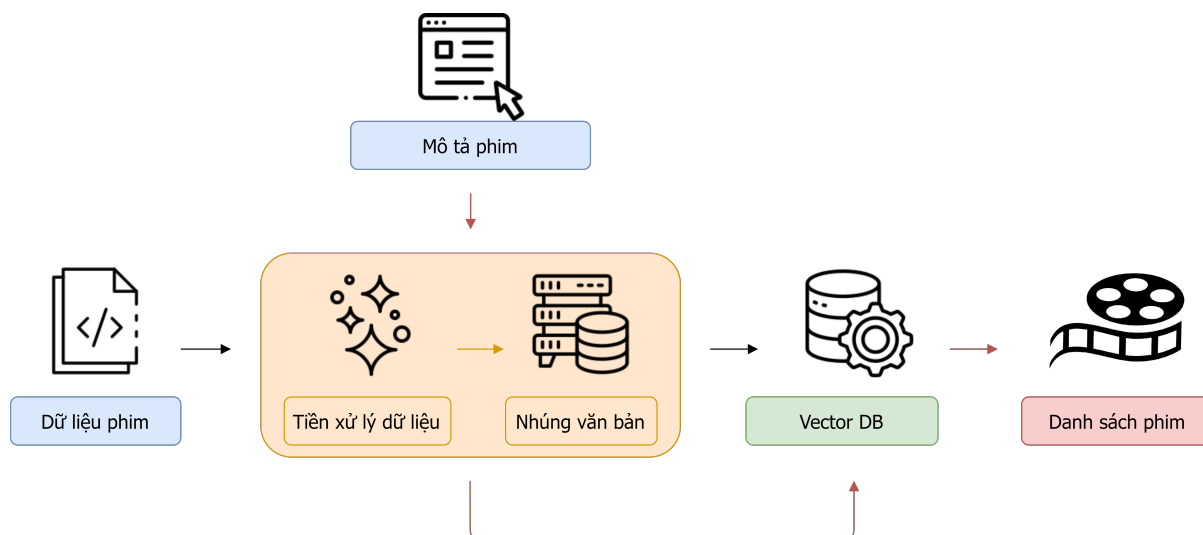 Mô tả phim
Dữ liệu phim
Tiền xử lý dữ liệu
Nhúng văn bản
Vector DB
Danh sách phim